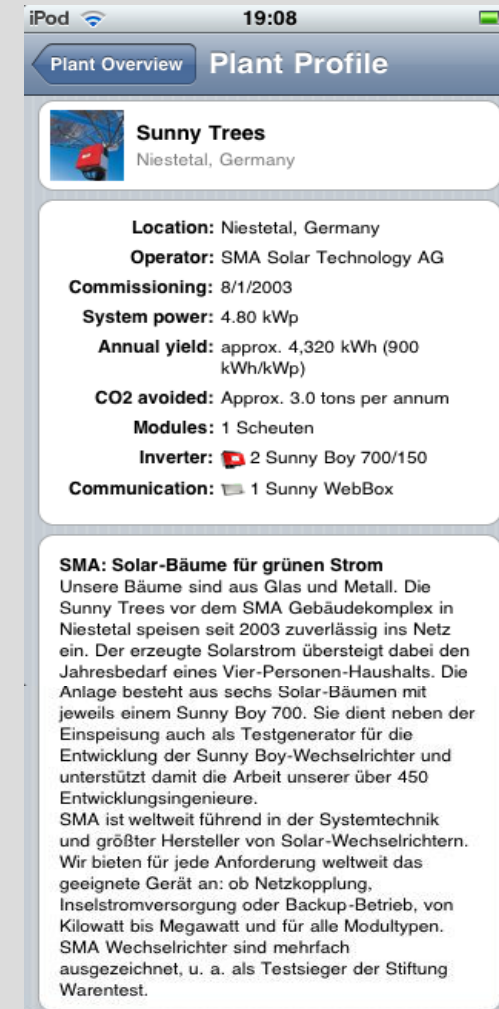 iPod 19:08
Plant Overview Plant Profile
Sunny Trees
Niestetal, Germany
Location: Niestetal, Germany
Operator: SMA Solar Technology AG
Commissioning: 8/1/2003
System power: 4.80 kWp
Annual yield: approx. 4,320 kWh (900
kWh/kWp)
CO2 avoided: Approx. 3.0 tons per annum
Modules: 1 Scheuten
Inverter: 2 Sunny Boy 700/150
Communication: 1 Sunny WebBox
SMA: Solar-Bäume für grünen Strom
Unsere Bäume sind aus Glas und Metall. Die
Sunny Trees vor dem SMA Gebäudekomplex in
Niestetal speisen seit 2003 zuverlässig ins Netz
ein. Der erzeugte Solarstrom übersteigt dabei den
Jahresbedarf eines Vier-Personen-Haushalts. Die
Anlage besteht aus sechs Solar-Bäumen mit
jeweils einem Sunny Boy 700. Sie dient neben der
Einspeisung auch als Testgenerator für die
Entwicklung der Sunny Boy-Wechselrichter und
unterstützt damit die Arbeit unserer über 450
Entwicklungsingenieure.
SMA ist weltweit führend in der Systemtechnik
und größter Hersteller von Solar-Wechselrichtern.
Wir bieten für jede Anforderung weltweit das
geeignete Gerät an: ob Netzkopplung,
Inselstromversorgung oder Backup-Betrieb, von
Kilowatt bis Megawatt und für alle Modultypen.
SMA Wechselrichter sind mehrfach
ausgezeichnet, u. a. als Testsieger der Stiftung
Warentest.